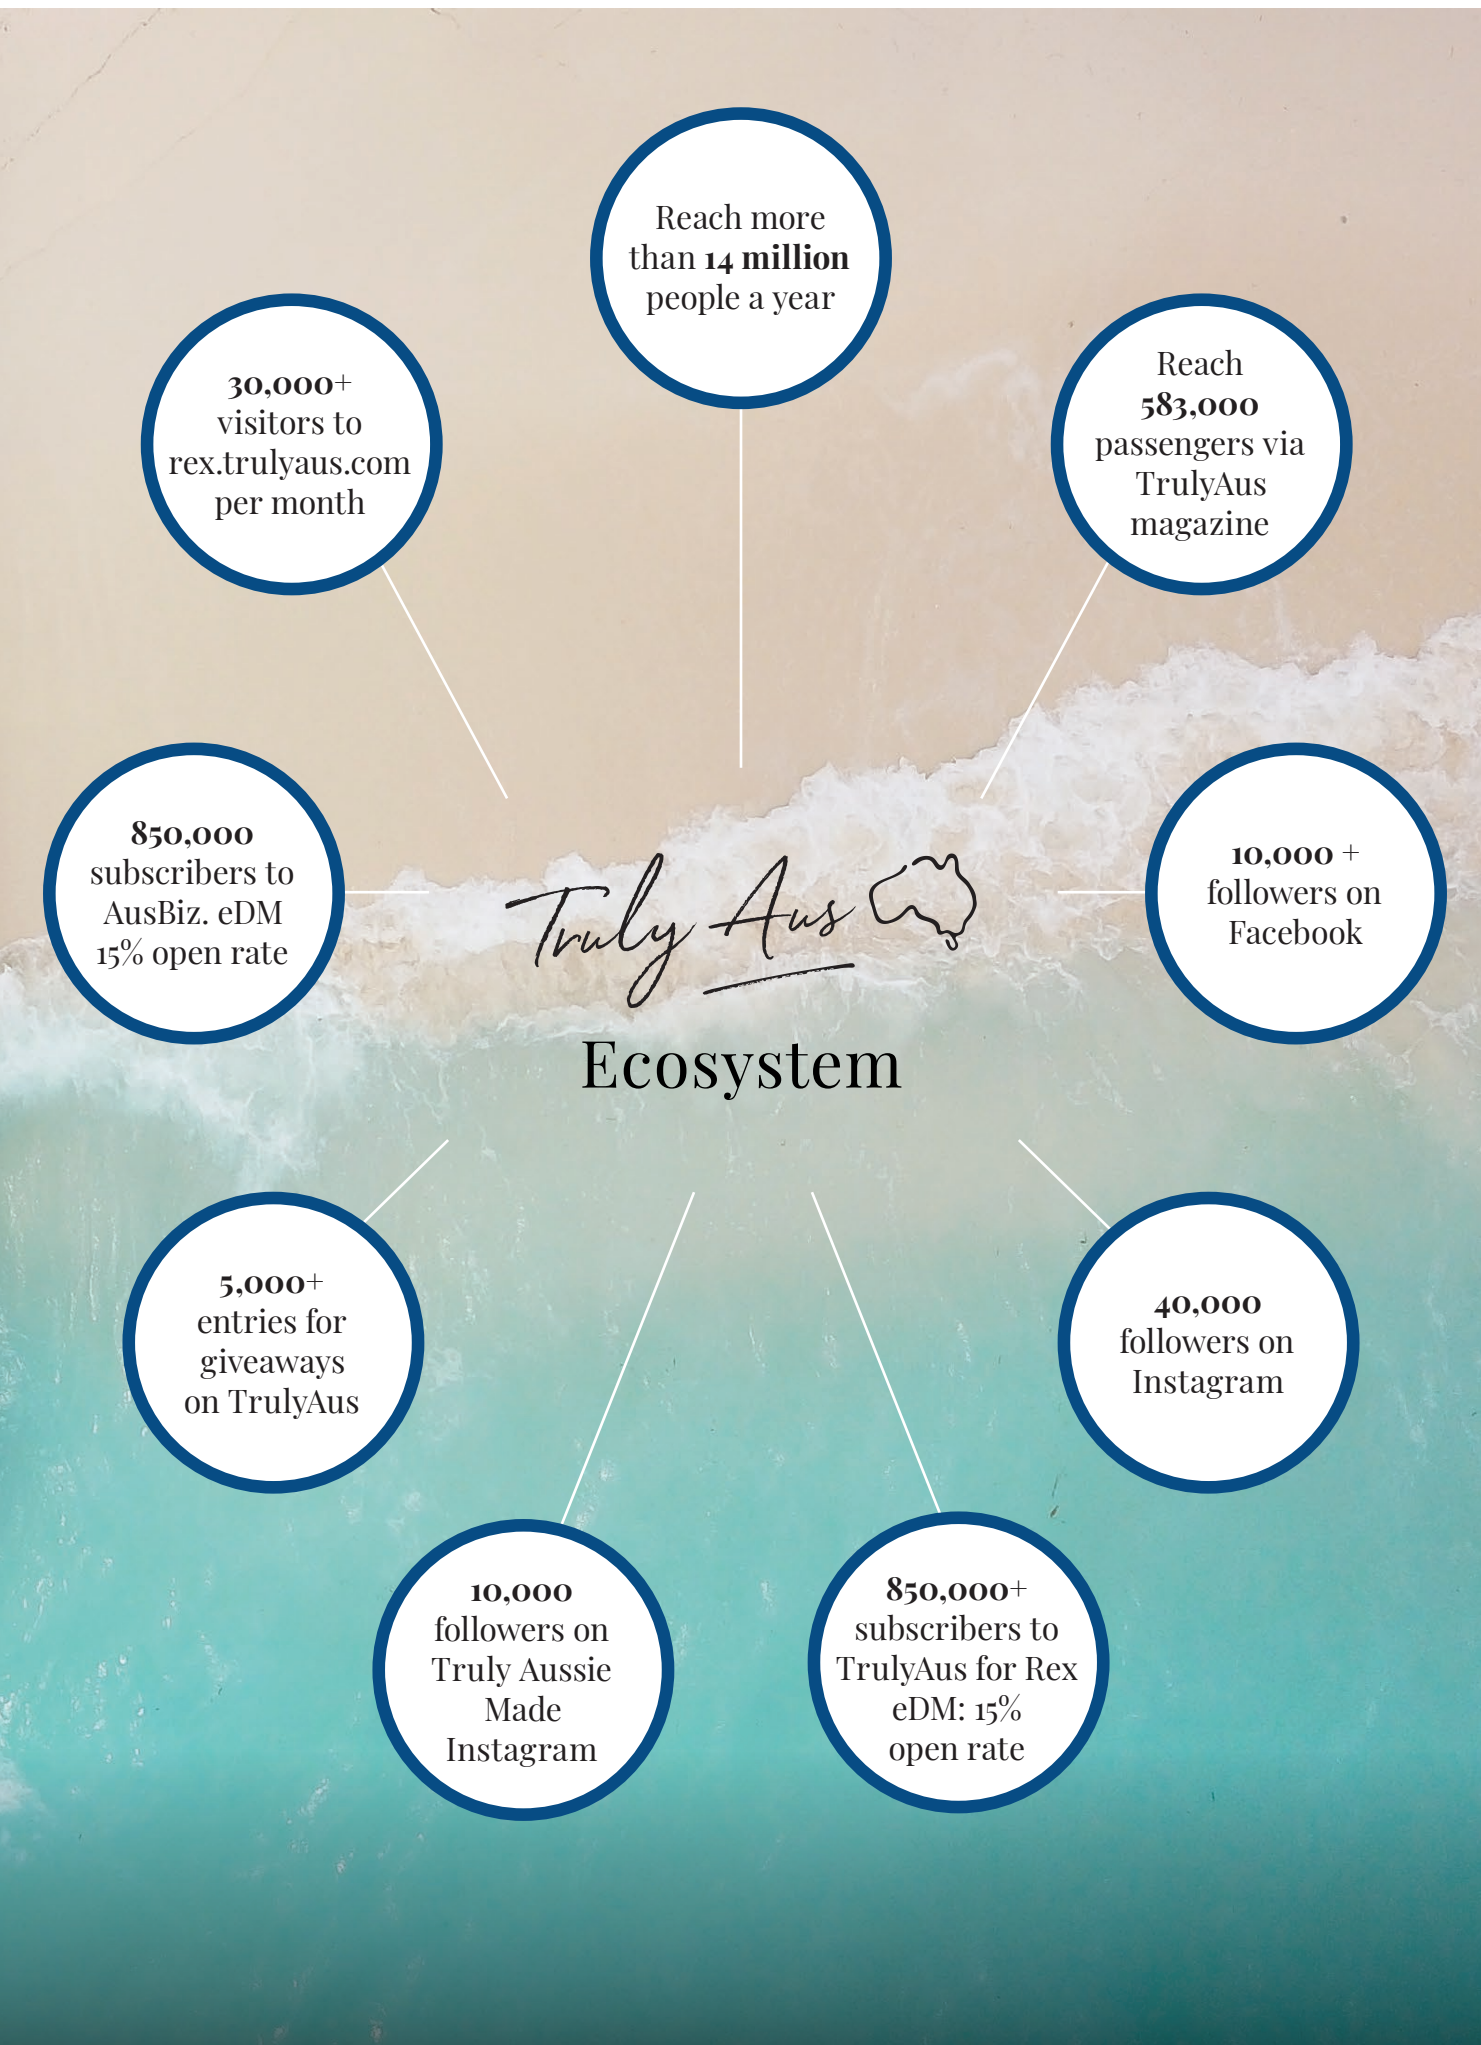 Reach more
than 14 million
people a year
30,000+
visitors to
rex.trulyaus.com
per month
Reach
583,000
passengers via
TrulyAus
magazine
850,000
subscribers to
AusBiz. eDM
15% open rate
Truly Aus
Ecosystem
10,000 +
followers on
Facebook
5,000+
entries for
giveaways
on TrulyAus
40,000
followers on
Instagram
10,000
followers on
Truly Aussie
Made
Instagram
850,000+
subscribers to
TrulyAus for Rex
eDM: 15%
open rate